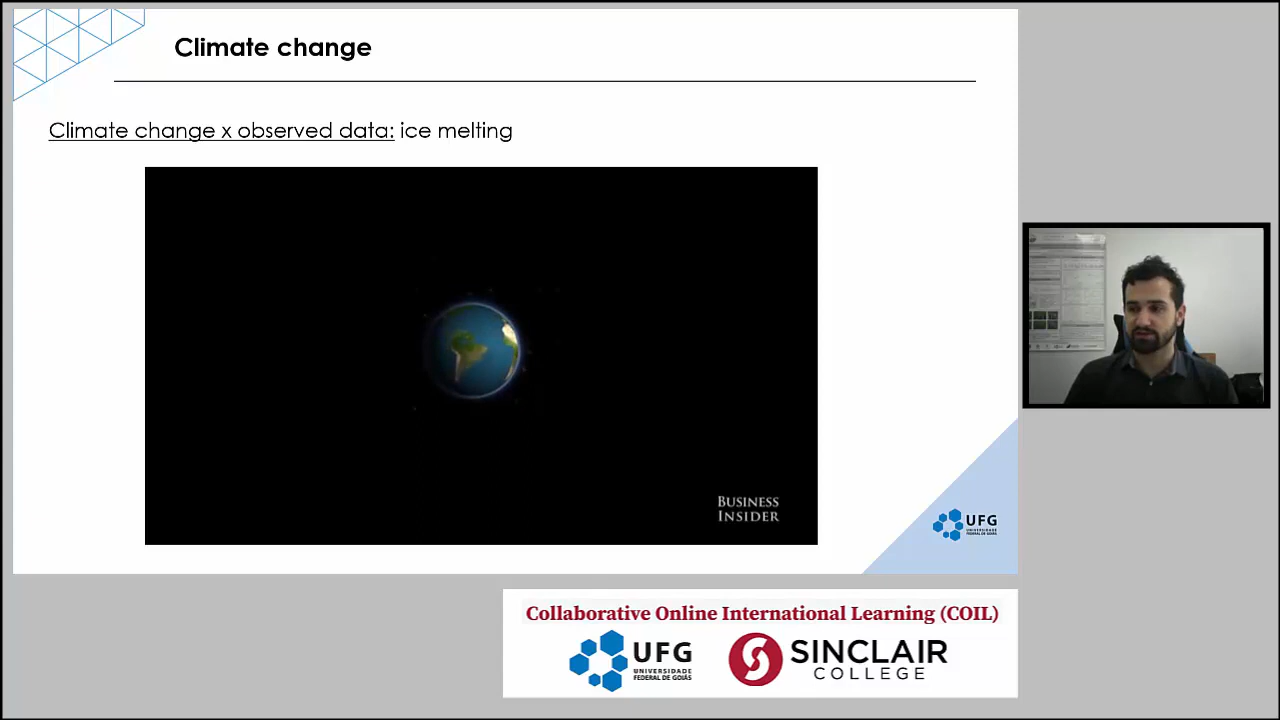 Climate change
Climate change x observed data: ice melting
BUSINESS
INSIDER
UFG
UNIVERSIDADE
FEDERAL DE GOIÁS
Collaborative Online International Learning (COIL)
UFG
UNIVERSIDADE
FEDERAL DE GOIÁS
SINCLAIR
COLLEGE